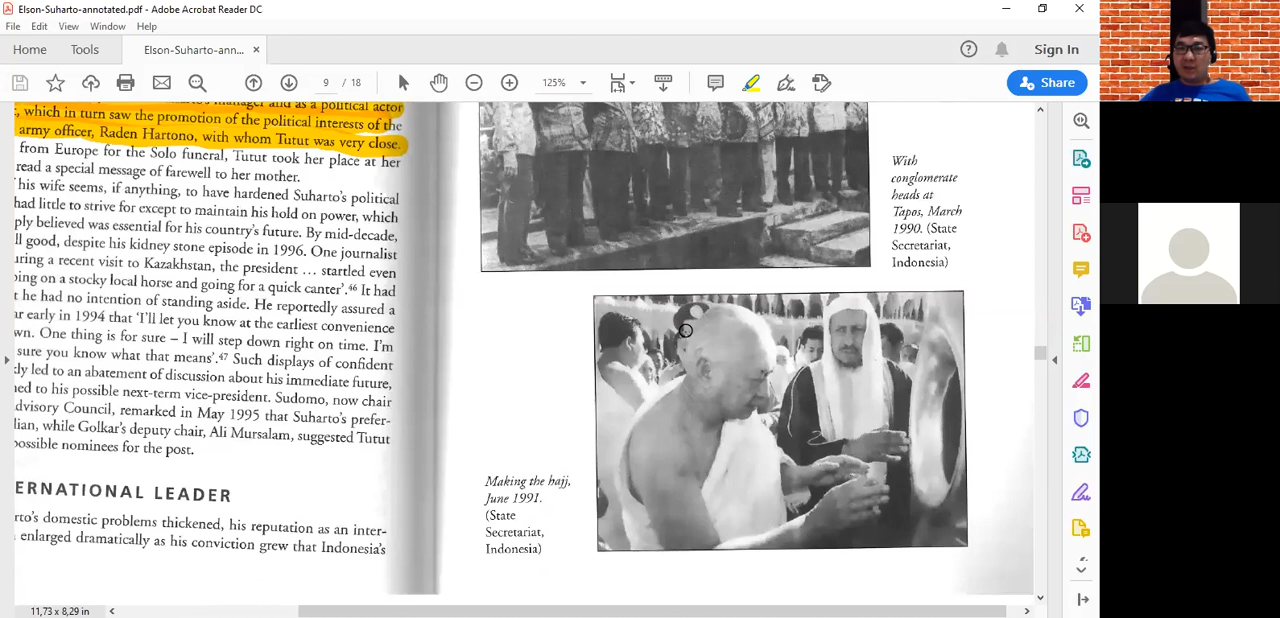 Elson-Suharto-annotated.pdf - Adobe Acrobat Reader DC
File Edit View Window Help
Home Tools Elson-Suharto-ann... × Sign In
9 / 18 125% Share
manager and as a political actor
, which in turn saw the promotion of the political interests of the
army officer, Raden Hartono, with whom Tutut was very close.
from Europe for the Solo funeral, Tutut took her place at her
read a special message of farewell to her mother.
his wife seems, if anything, to have hardened Suharto's political
had little to strive for except to maintain his hold on power, which
ply believed was essential for his country's future. By mid-decade,
ll good, despite his kidney stone episode in 1996. One journalist
uring a recent visit to Kazakhstan, the president ... startled even
ing on a stocky local horse and going for a quick canter'.46 It had
t he had no intention of standing aside. He reportedly assured a
ar early in 1994 that 'I'll let you know at the earliest convenience
wn. One thing is for sure – I will step down right on time. I'm
sure you know what that means'.47 Such displays of confident
ly led to an abatement of discussion about his immediate future,
ned to his possible next-term vice-president. Sudomo, now chair
dvisory Council, remarked in May 1995 that Suharto's prefer-
lian, while Golkar's deputy chair, Ali Mursalam, suggested Tutut
possible nominees for the post.
ERNATIONAL LEADER
rto's domestic problems thickened, his reputation as an inter-
enlarged dramatically as his conviction grew that Indonesia's
With
conglomerate
heads at
Tapos, March
1990. (State
Secretariat,
Indonesia)
Making the hajj,
June 1991.
(State
Secretariat,
Indonesia)
11,73 x 8,29 in